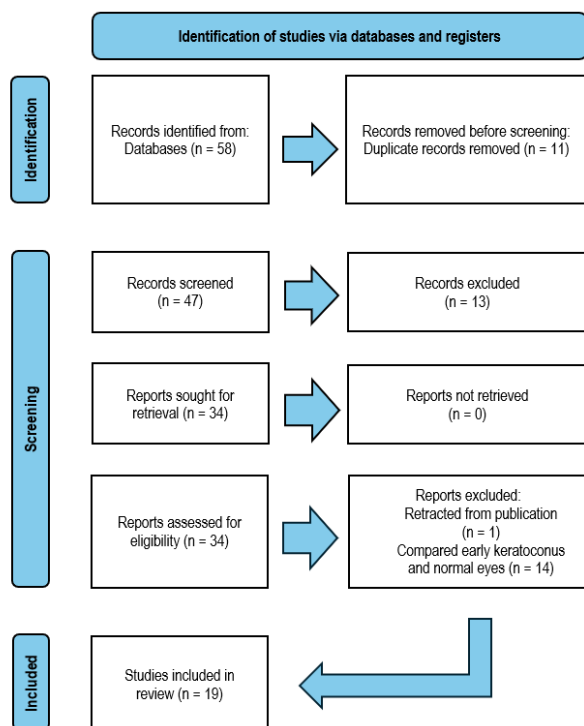 Identification of studies via databases and registers
Identification
Records identified from:
Databases (n = 58)
Records removed before screening:
Duplicate records removed (n = 11)
Screening
Records screened
(n = 47)
Records excluded
(n = 13)
Reports sought for
retrieval (n = 34)
Reports not retrieved
(n = 0)
Reports assessed for
eligibility (n = 34)
Reports excluded:
Retracted from publication
(n = 1)
Compared early keratoconus
and normal eyes (n = 14)
Included
Studies included in
review (n = 19)